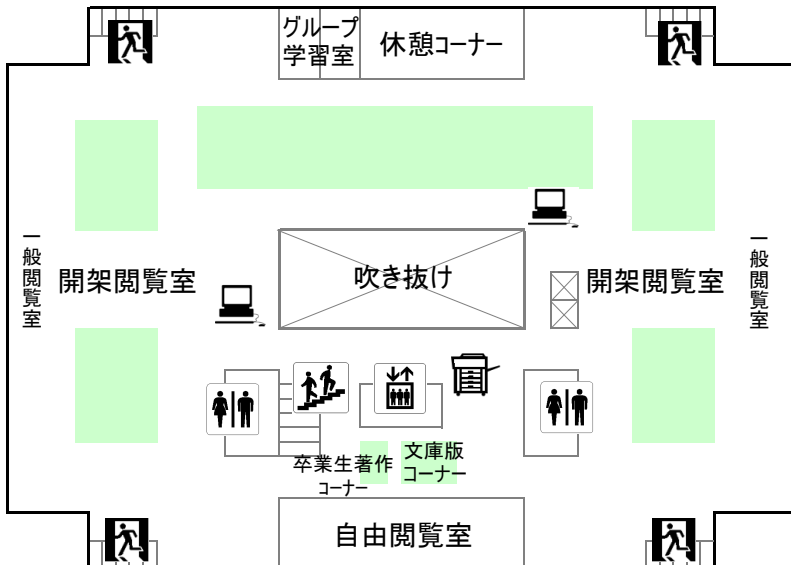 グループ
学習室
休憩コーナー
一般閲覧室
開架閲覧室
吹き抜け
開架閲覧室
一般閲覧室
卒業生著作
コーナー
文庫版
コーナー
自由閲覧室